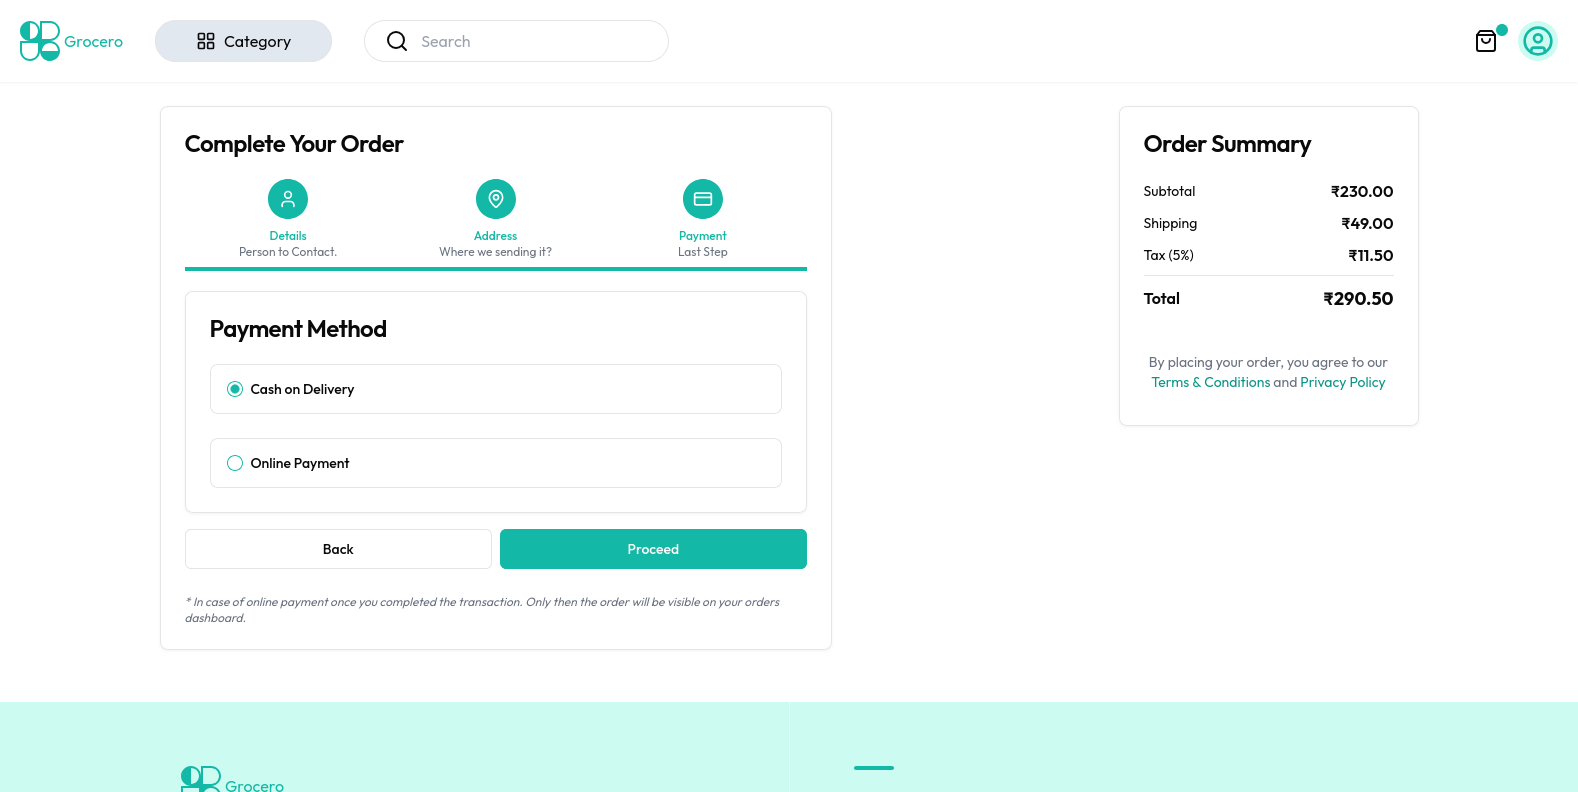 Grocero
Category
Search
Complete Your Order
Details
Person to Contact.
Address
Where we sending it?
Payment
Last Step
Payment Method
Cash on Delivery
Online Payment
Back
Proceed
* In case of online payment once you completed the transaction. Only then the order will be visible on your orders
dashboard.
Order Summary
Subtotal ₹230.00
Shipping ₹49.00
Tax (5%) ₹11.50
Total ₹290.50
By placing your order, you agree to our
Terms & Conditions and Privacy Policy
Grocero